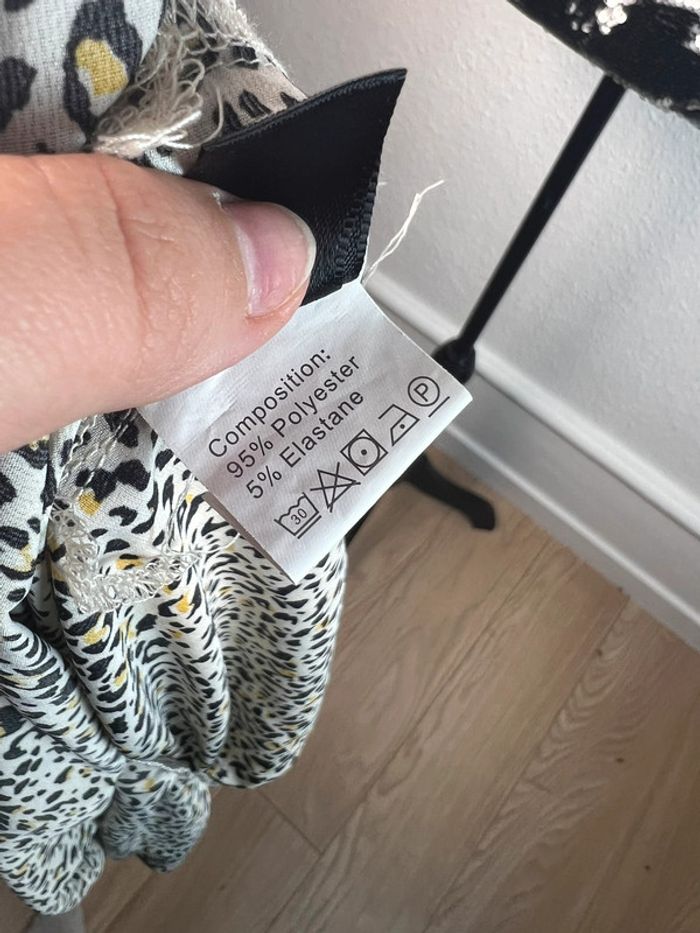 Composition:
95% Polyester
5% Elastane
30 P